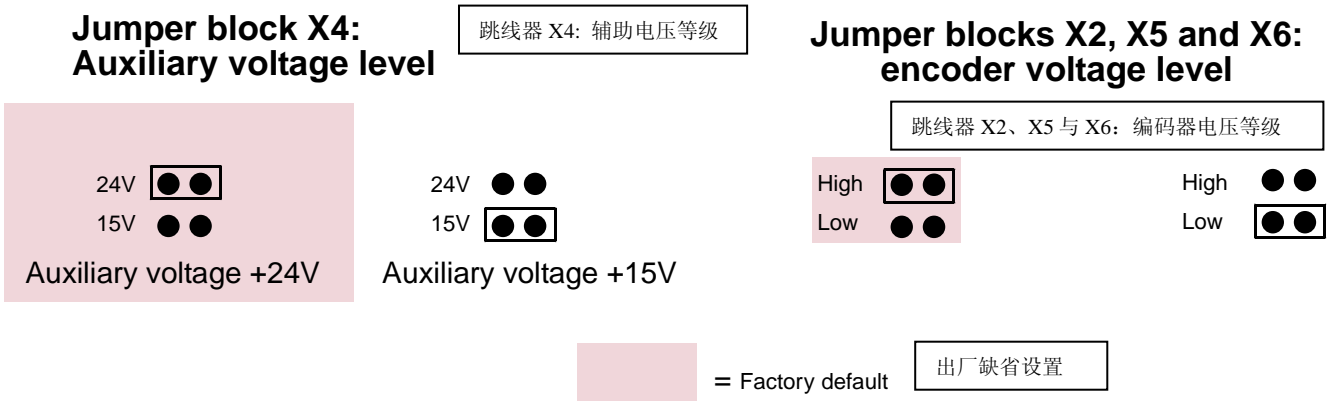 Jumper block X4:
Auxiliary voltage level
跳线器 X4: 辅助电压等级
24V
15V
Auxiliary voltage +24V
24V
15V
Auxiliary voltage +15V
Jumper blocks X2, X5 and X6:
encoder voltage level
跳线器 X2、X5 与 X6：编码器电压等级
High
Low
High
Low
= Factory default
出厂缺省设置